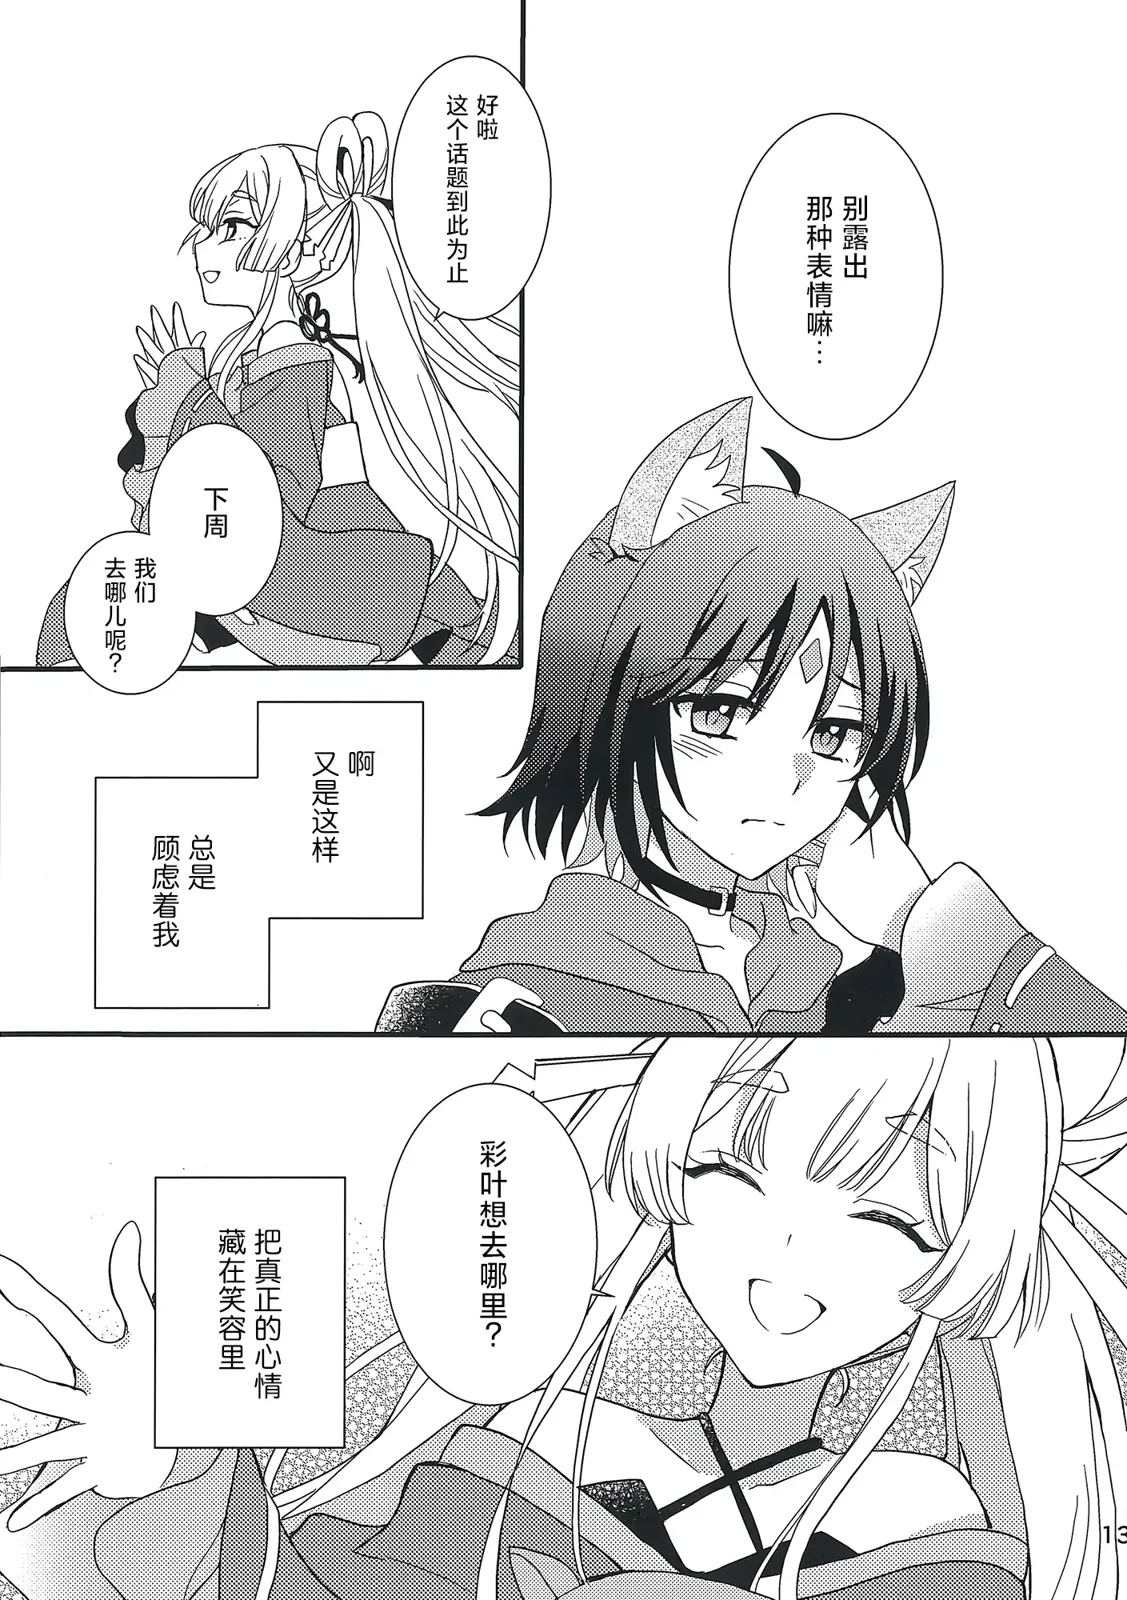 别露出
那种表情嘛…
好啦
这个话题到此为止
下周
我们
去哪儿呢？
啊
又是这样
总是
顾虑着我
彩叶想去哪里？
把真正的心情
藏在笑容里
13